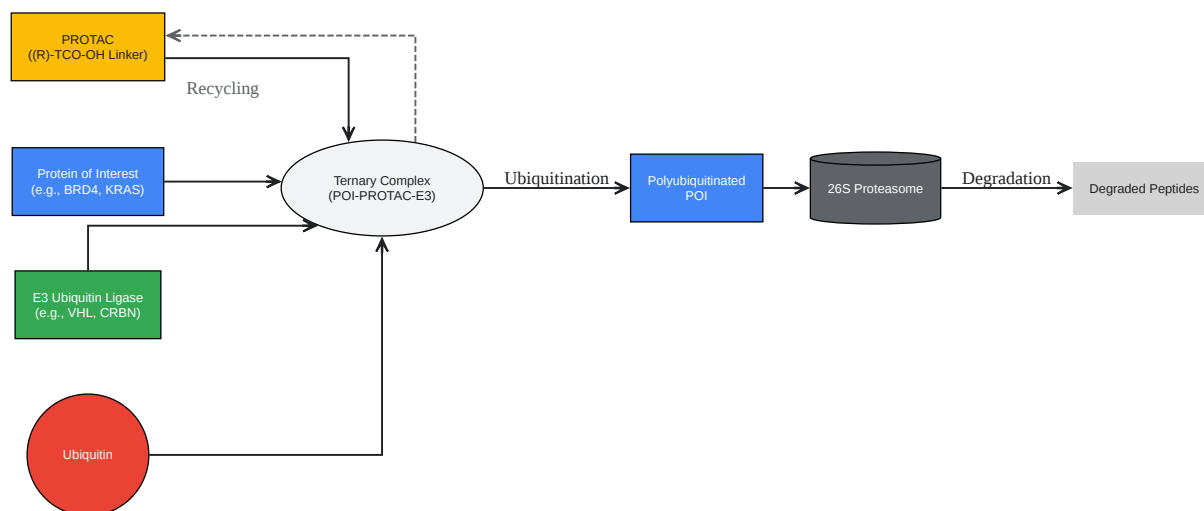 PROTAC
((R)-TCO-OH Linker)
Recycling
Protein of Interest
(e.g., BRD4, KRAS)
Ternary Complex
(POI-PROTAC-E3)
Ubiquitination
Polyubiquitinated
POI
26S Proteasome
Degradation
Degraded Peptides
E3 Ubiquitin Ligase
(e.g., VHL, CRBN)
Ubiquitin